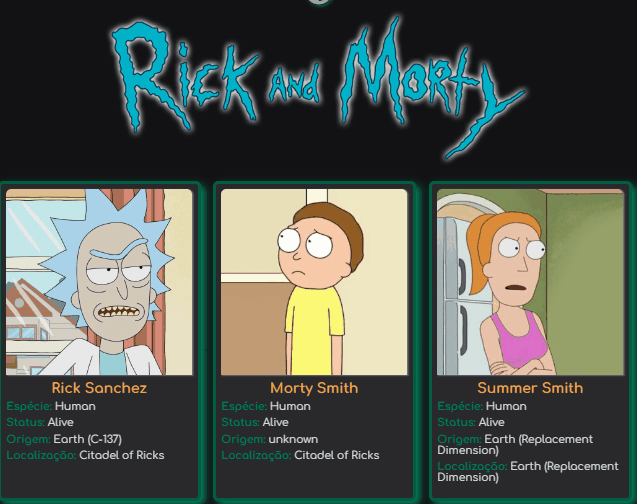 Rick and Morty
Rick Sanchez
Espécie: Human
Status: Alive
Origem: Earth (C-137)
Localização: Citadel of Ricks
Morty Smith
Espécie: Human
Status: Alive
Origem: unknown
Localização: Citadel of Ricks
Summer Smith
Espécie: Human
Status: Alive
Origem: Earth (Replacement
Dimension)
Localização: Earth (Replacement
Dimension)